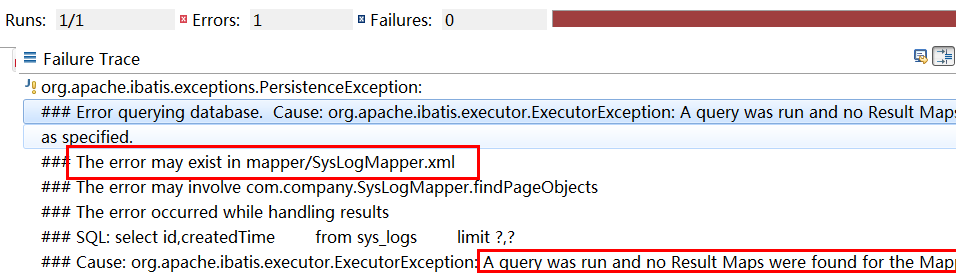 Runs: 1/1 Errors: 1 Failures: 0
Failure Trace
org.apache.ibatis.exceptions.PersistenceException:
### Error querying database.  Cause: org.apache.ibatis.executor.ExecutorException: A query was run and no Result Maps
as specified.
### The error may exist in mapper/SysLogMapper.xml
### The error may involve com.company.SysLogMapper.findPageObjects
### The error occurred while handling results
### SQL: select id,createdTime         from sys_logs         limit ?,?
### Cause: org.apache.ibatis.executor.ExecutorException: A query was run and no Result Maps were found for the Mapp